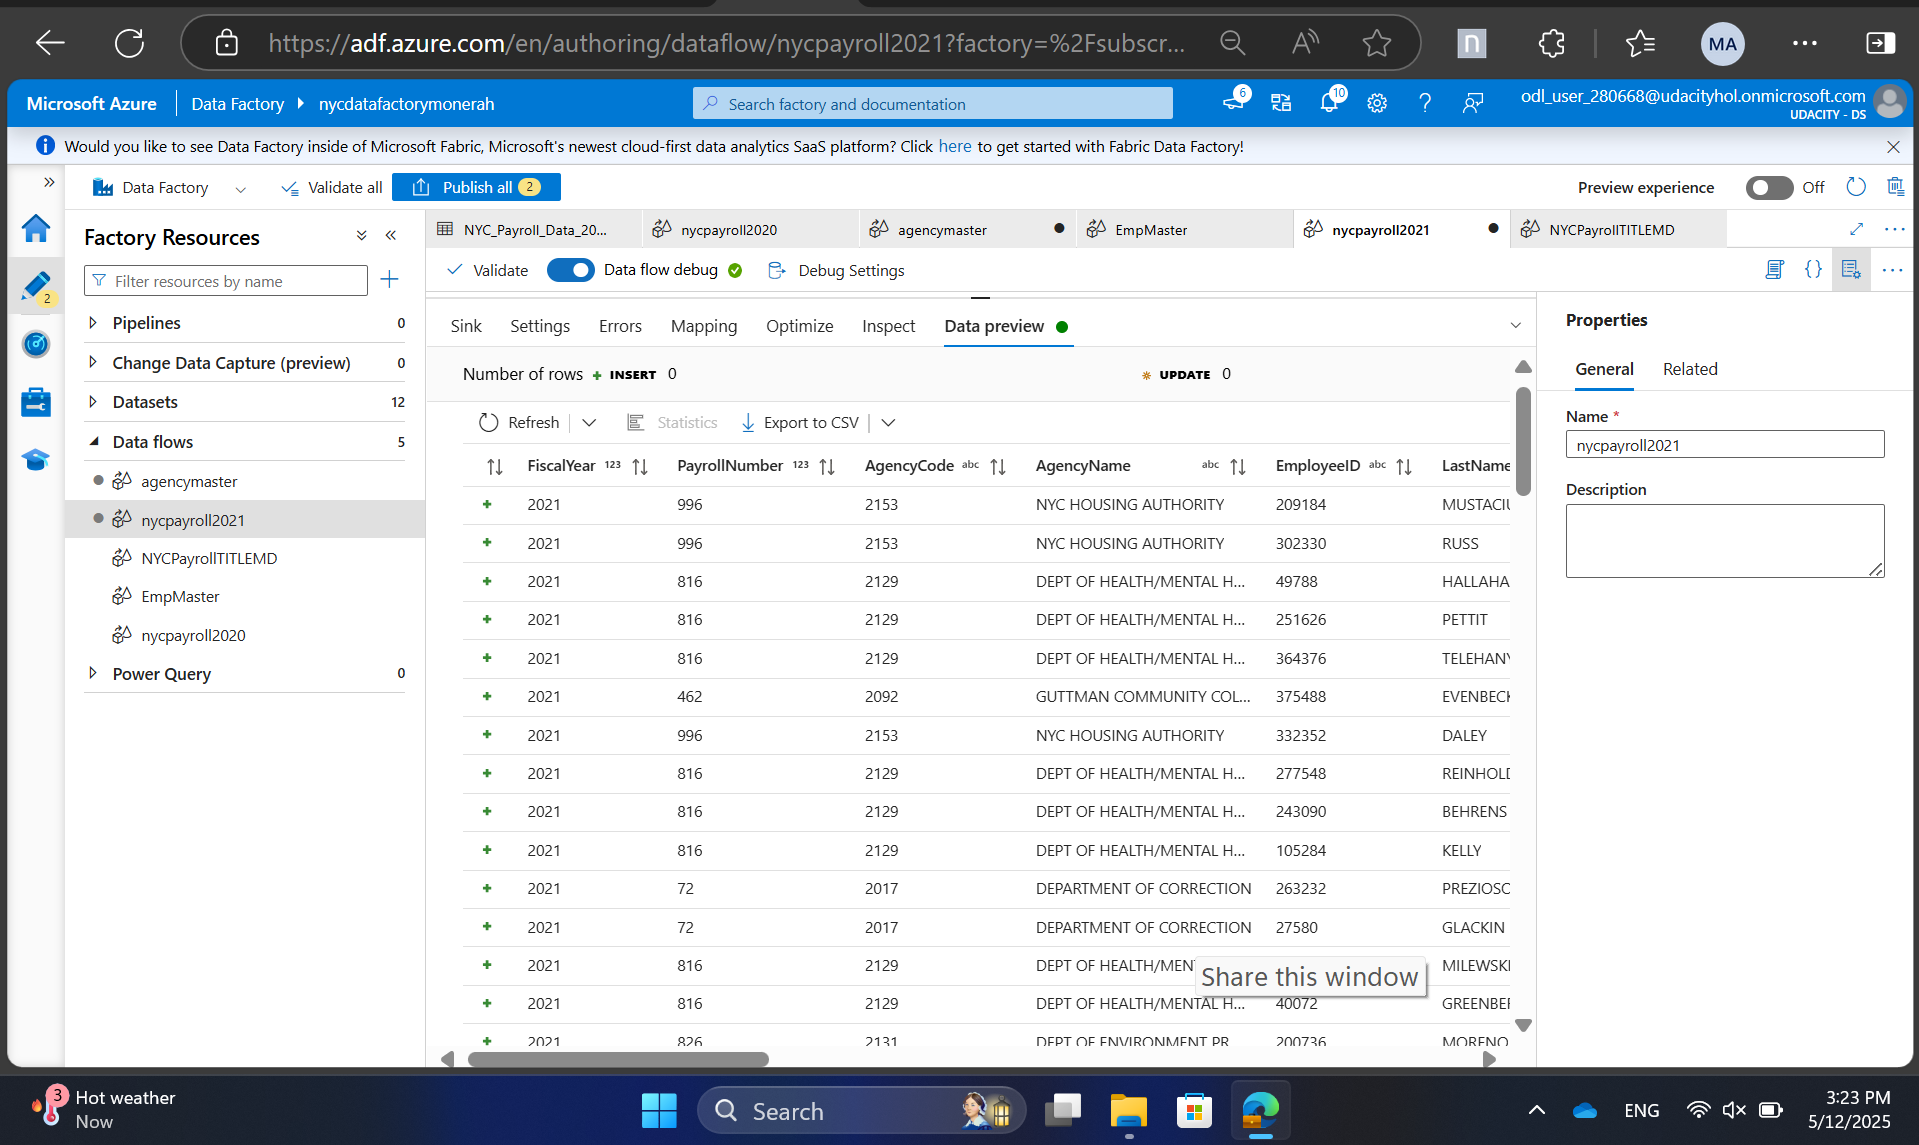 https://adf.azure.com/en/authoring/dataflow/nycpayroll2021?factory=%2Fsubscr...
MA
Microsoft Azure
Data Factory
nycdatafactorymonerah
Search factory and documentation
6
10
odl_user_280668@udacityhol.onmicrosoft.com
UDACITY - DS
Would you like to see Data Factory inside of Microsoft Fabric, Microsoft's newest cloud-first data analytics SaaS platform? Click here to get started with Fabric Data Factory!
Data Factory
Validate all
Publish all 2
Preview experience
Off
Factory Resources
NYC_Payroll_Data_20...
nycpayroll2020
agencymaster
EmpMaster
nycpayroll2021
NYCPayrollTITLEMD
Filter resources by name
2
Validate
Data flow debug
Debug Settings
Pipelines 0
Change Data Capture (preview) 0
Datasets 12
Data flows 5
agencymaster
nycpayroll2021
NYCPayrollTITLEMD
EmpMaster
nycpayroll2020
Power Query 0
Sink Settings Errors Mapping Optimize Inspect Data preview
Number of rows INSERT 0 UPDATE 0
Refresh Statistics Export to CSV
FiscalYear 123 PayrollNumber 123 AgencyCode abc AgencyName abc EmployeeID abc LastName
2021 996 2153 NYC HOUSING AUTHORITY 209184 MUSTACIU
2021 996 2153 NYC HOUSING AUTHORITY 302330 RUSS
2021 816 2129 DEPT OF HEALTH/MENTAL H... 49788 HALLAHA
2021 816 2129 DEPT OF HEALTH/MENTAL H... 251626 PETTIT
2021 816 2129 DEPT OF HEALTH/MENTAL H... 364376 TELEHANY
2021 462 2092 GUTTMAN COMMUNITY COL... 375488 EVENBECK
2021 996 2153 NYC HOUSING AUTHORITY 332352 DALEY
2021 816 2129 DEPT OF HEALTH/MENTAL H... 277548 REINHOLD
2021 816 2129 DEPT OF HEALTH/MENTAL H... 243090 BEHRENS
2021 816 2129 DEPT OF HEALTH/MENTAL H... 105284 KELLY
2021 72 2017 DEPARTMENT OF CORRECTION 263232 PREZIOSO
2021 72 2017 DEPARTMENT OF CORRECTION 27580 GLACKIN
2021 816 2129 DEPT OF HEALTH/MEN MILEWSKI
Share this window
2021 816 2129 DEPT OF HEALTH/MENTAL H... 40072 GREENBER
2021 826 2131 DEPT OF ENVIRONMENT PR 200736 MORENO
Properties
General
Related
Name *
nycpayroll2021
Description
3
Hot weather
Now
Search
ENG
3:23 PM
5/12/2025